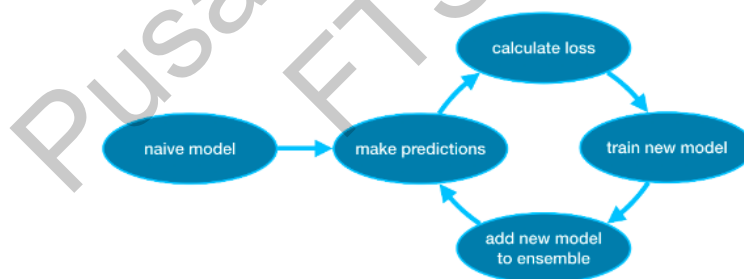 calculate loss
naive model
make predictions
train new model
add new model
to ensemble